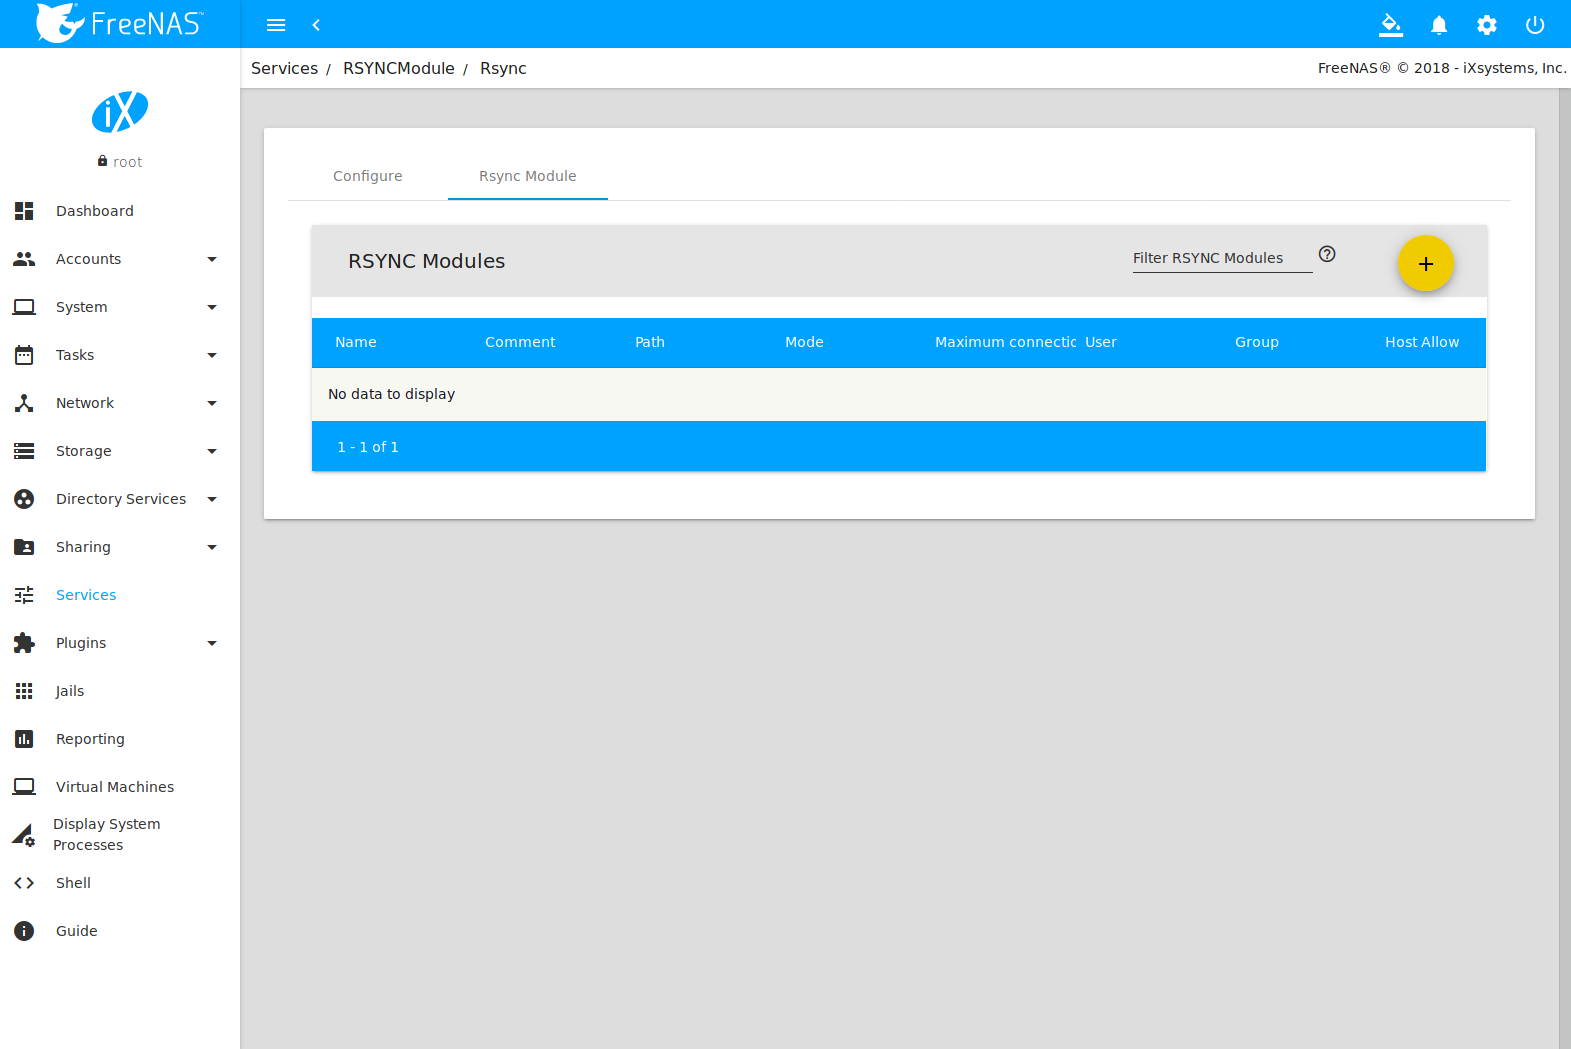 FreeNAS™
Services / RSYNCModule / Rsync
FreeNAS® © 2018 - iXsystems, Inc.
iX
root
Dashboard
Accounts
System
Tasks
Network
Storage
Directory Services
Sharing
Services
Plugins
Jails
Reporting
Virtual Machines
Display System
Processes
Shell
Guide
Configure
Rsync Module
RSYNC Modules
Filter RSYNC Modules
Name Comment Path Mode Maximum connectic User Group Host Allow
No data to display
1 - 1 of 1